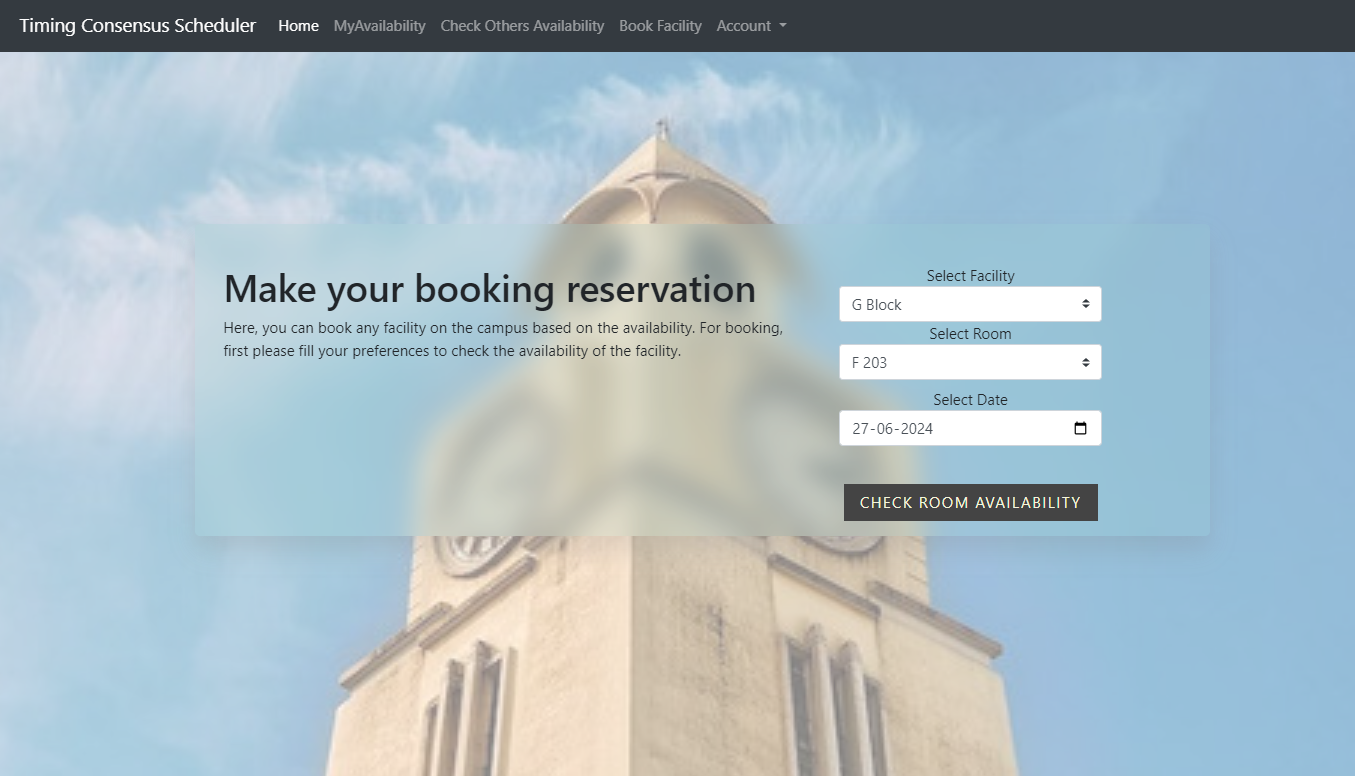 Timing Consensus Scheduler Home MyAvailability Check Others Availability Book Facility Account
Make your booking reservation
Here, you can book any facility on the campus based on the availability. For booking,
first please fill your preferences to check the availability of the facility.
Select Facility
G Block
Select Room
F 203
Select Date
27-06-2024
CHECK ROOM AVAILABILITY